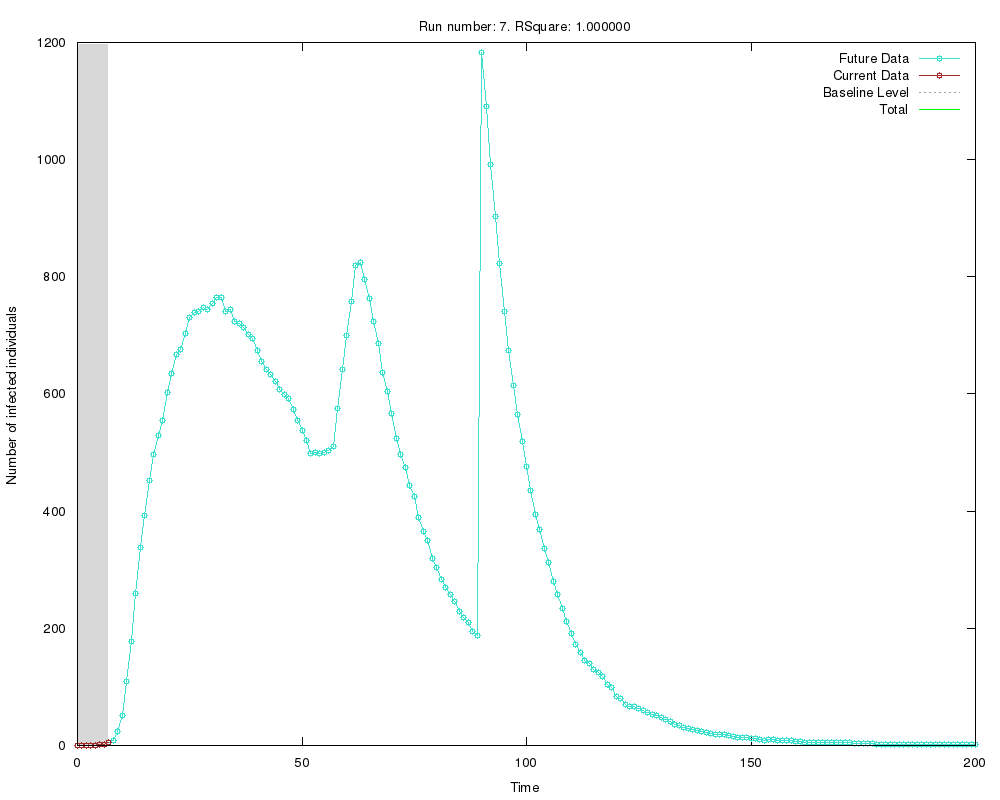 Run number: 7. RSquare: 1.000000
1200
1000
800
600
400
200
0
0
50
100
150
200
Time
Number of infected individuals
Future Data
Current Data
Baseline Level
Total